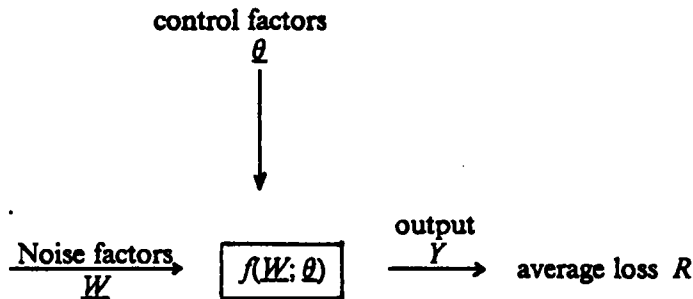 control factors
θ
Noise factors
W
f(W; θ)
output
Y
average loss R